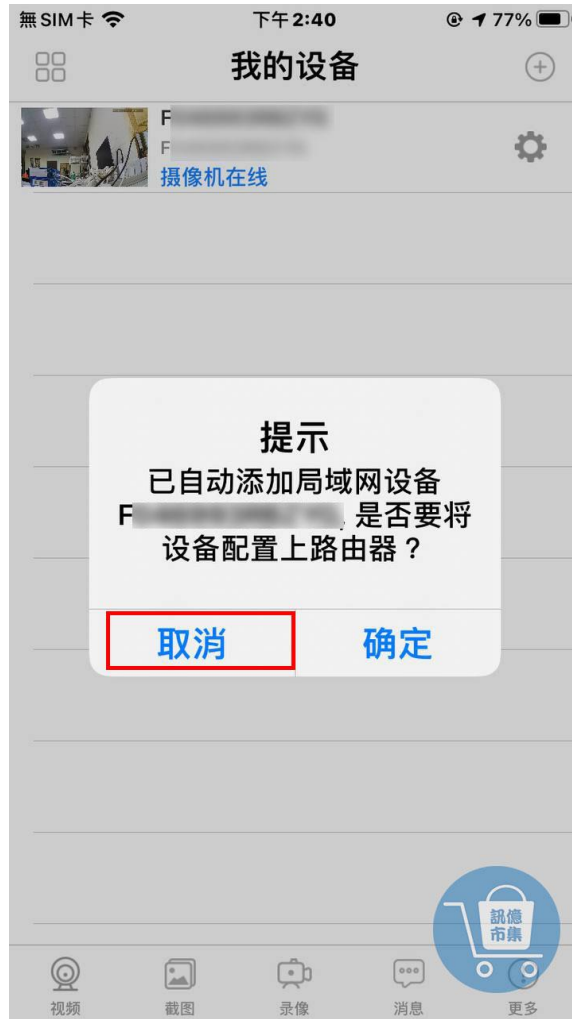 無SIM卡 下午2:40 77%
我的设备
F
F
摄像机在线
提示
已自动添加局域网设备
F , 是否要将
设备配置上路由器？
取消 确定
訊億
市集
视频 截图 录像 消息 更多